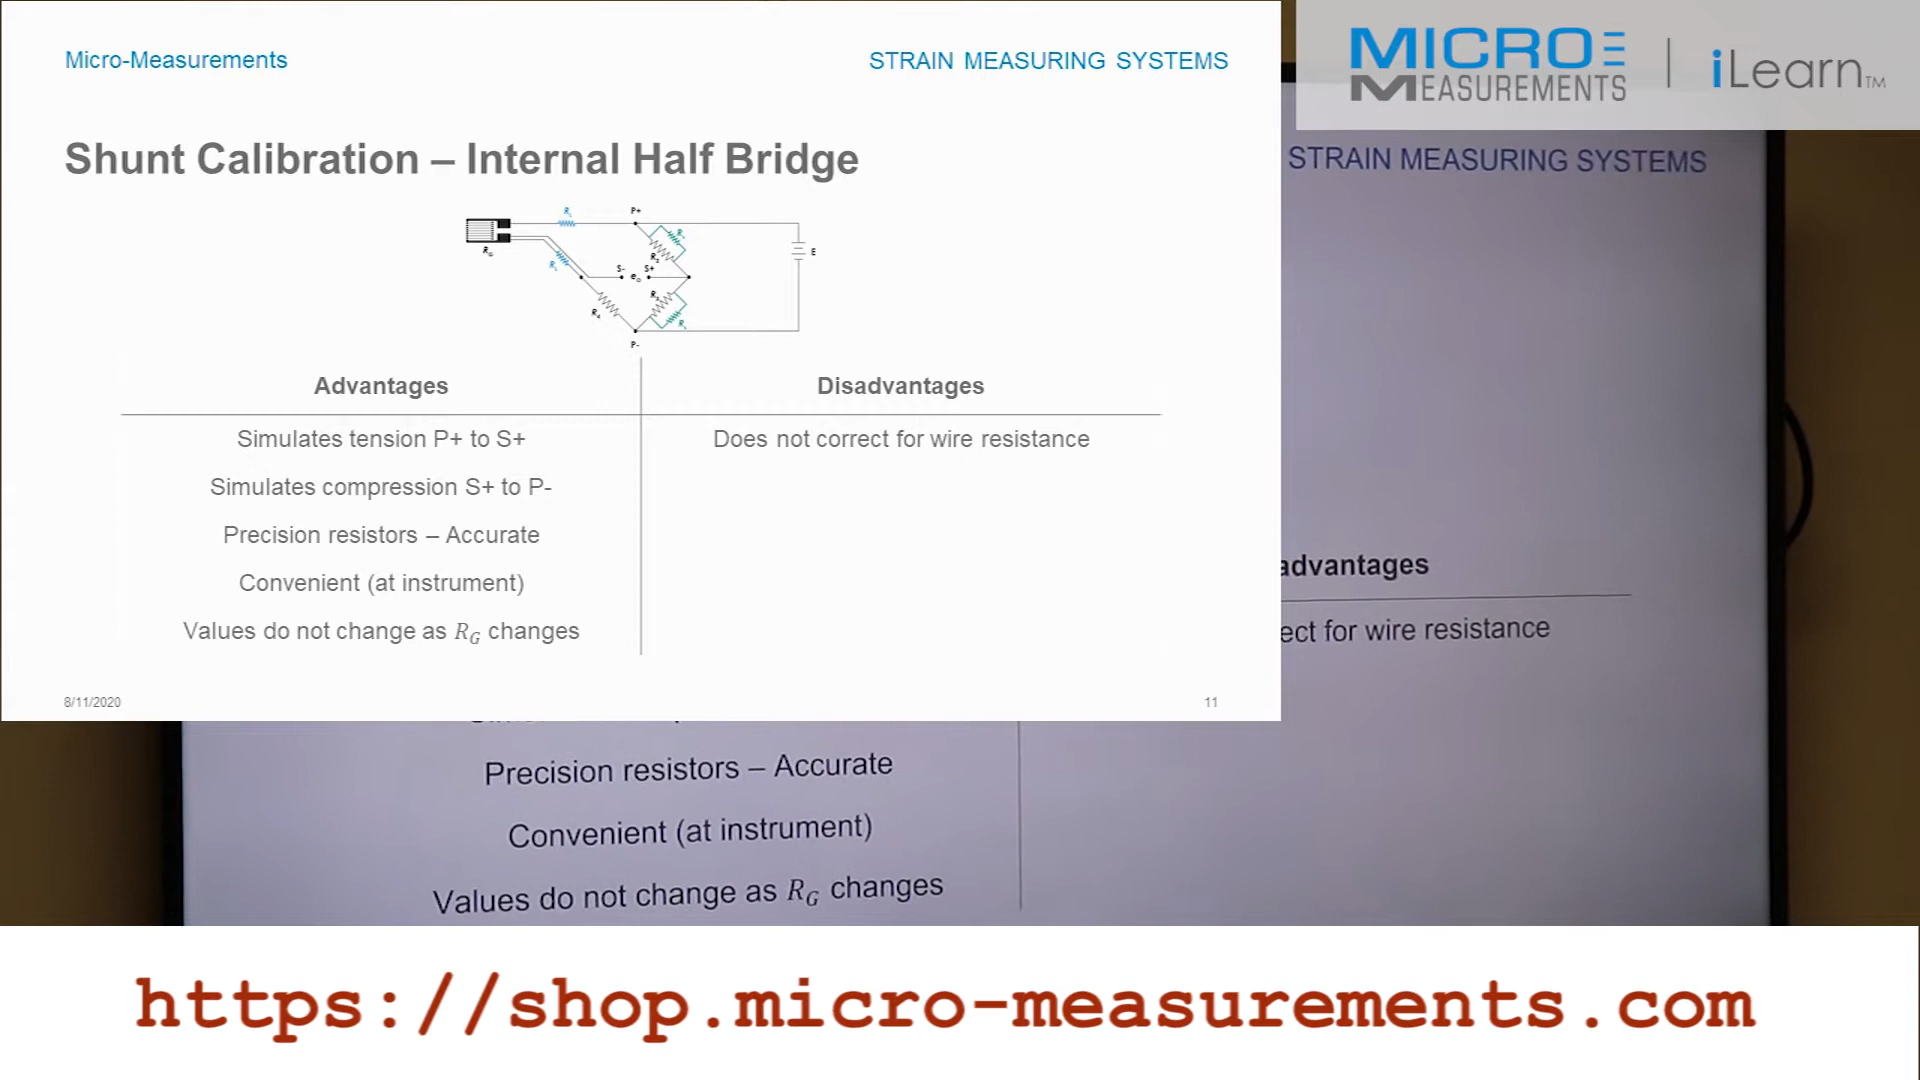 Micro-Measurements
STRAIN MEASURING SYSTEMS
Shunt Calibration – Internal Half Bridge
P+
E
S-
S+
P-
Advantages
Disadvantages
Simulates tension P+ to S+
Does not correct for wire resistance
Simulates compression S+ to P-
Precision resistors – Accurate
Convenient (at instrument)
Values do not change as R_G changes
8/11/2020
11
MICRO
MEASUREMENTS
iLearn™
STRAIN MEASURING SYSTEMS
advantages
ect for wire resistance
Precision resistors – Accurate
Convenient (at instrument)
Values do not change as R_G changes
https://shop.micro-measurements.com